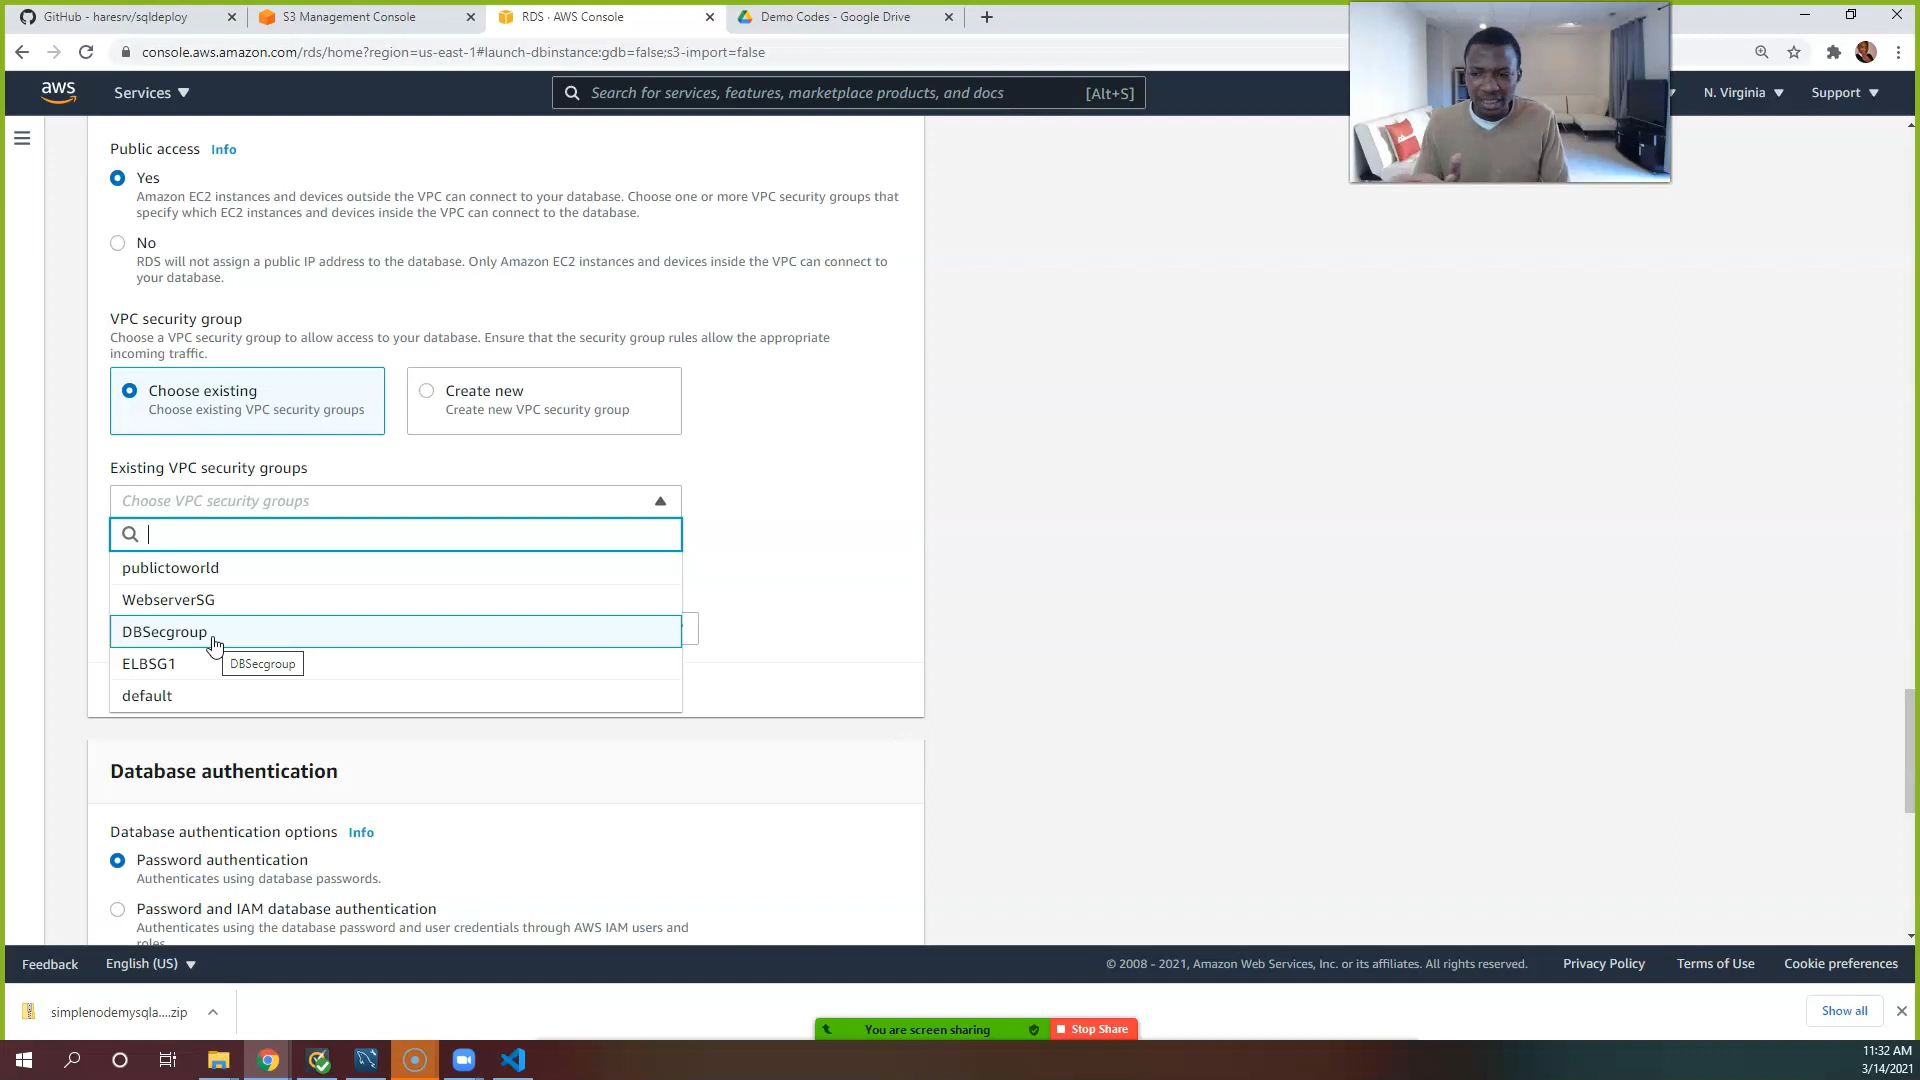 GitHub - haresrv/sqldeploy
S3 Management Console
RDS · AWS Console
Demo Codes - Google Drive
console.aws.amazon.com/rds/home?region=us-east-1#launch-dbinstance:gdb=false;s3-import=false
aws
Services
Search for services, features, marketplace products, and docs
[Alt+S]
N. Virginia
Support
Public access Info
Yes
Amazon EC2 instances and devices outside the VPC can connect to your database. Choose one or more VPC security groups that
specify which EC2 instances and devices inside the VPC can connect to the database.
No
RDS will not assign a public IP address to the database. Only Amazon EC2 instances and devices inside the VPC can connect to
your database.
VPC security group
Choose a VPC security group to allow access to your database. Ensure that the security group rules allow the appropriate
incoming traffic.
Choose existing
Choose existing VPC security groups
Create new
Create new VPC security group
Existing VPC security groups
Choose VPC security groups
publictoworld
WebserverSG
DBSecgroup
ELBSG1
DBSecgroup
default
Database authentication
Database authentication options Info
Password authentication
Authenticates using database passwords.
Password and IAM database authentication
Authenticates using the database password and user credentials through AWS IAM users and
roles.
Feedback
English (US)
© 2008 - 2021, Amazon Web Services, Inc. or its affiliates. All rights reserved.
Privacy Policy
Terms of Use
Cookie preferences
simplenodemysqla....zip
Show all
You are screen sharing
Stop Share
11:32 AM
3/14/2021